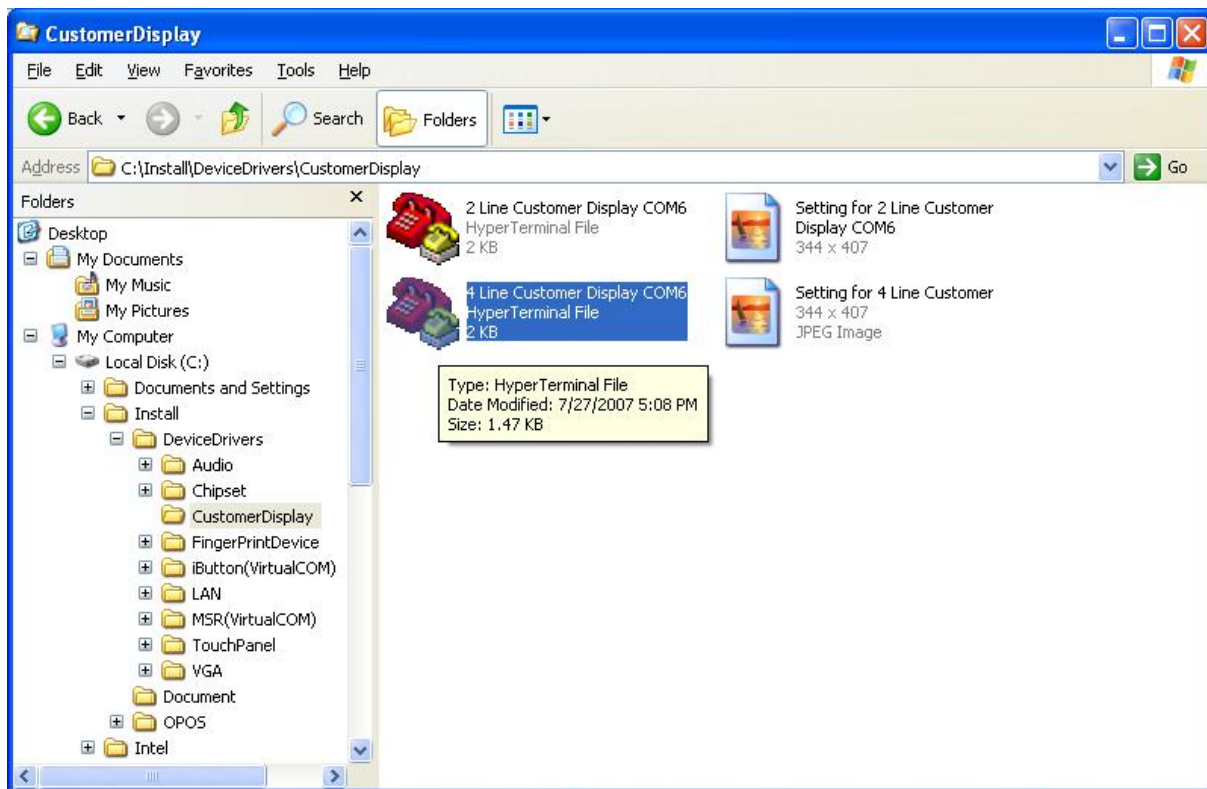 CustomerDisplay
File Edit View Favorites Tools Help
Back Search Folders
Address C:\Install\DeviceDrivers\CustomerDisplay Go
Folders
Desktop
My Documents
My Music
My Pictures
My Computer
Local Disk (C:)
Documents and Settings
Install
DeviceDrivers
Audio
Chipset
CustomerDisplay
FingerPrintDevice
iButton(VirtualCOM)
LAN
MSR(VirtualCOM)
TouchPanel
VGA
Document
OPOS
Intel
2 Line Customer Display COM6
HyperTerminal File
2 KB
Setting for 2 Line Customer
Display COM6
344 x 407
4 Line Customer Display COM6
HyperTerminal File
2 KB
Setting for 4 Line Customer
344 x 407
JPEG Image
Type: HyperTerminal File
Date Modified: 7/27/2007 5:08 PM
Size: 1.47 KB